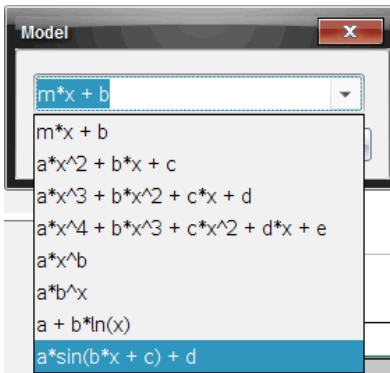 Model
m*x + b
m*x + b
a*x^2 + b*x + c
a*x^3 + b*x^2 + c*x + d
a*x^4 + b*x^3 + c*x^2 + d*x + e
a*x^b
a*b^x
a + b*ln(x)
a*sin(b*x + c) + d